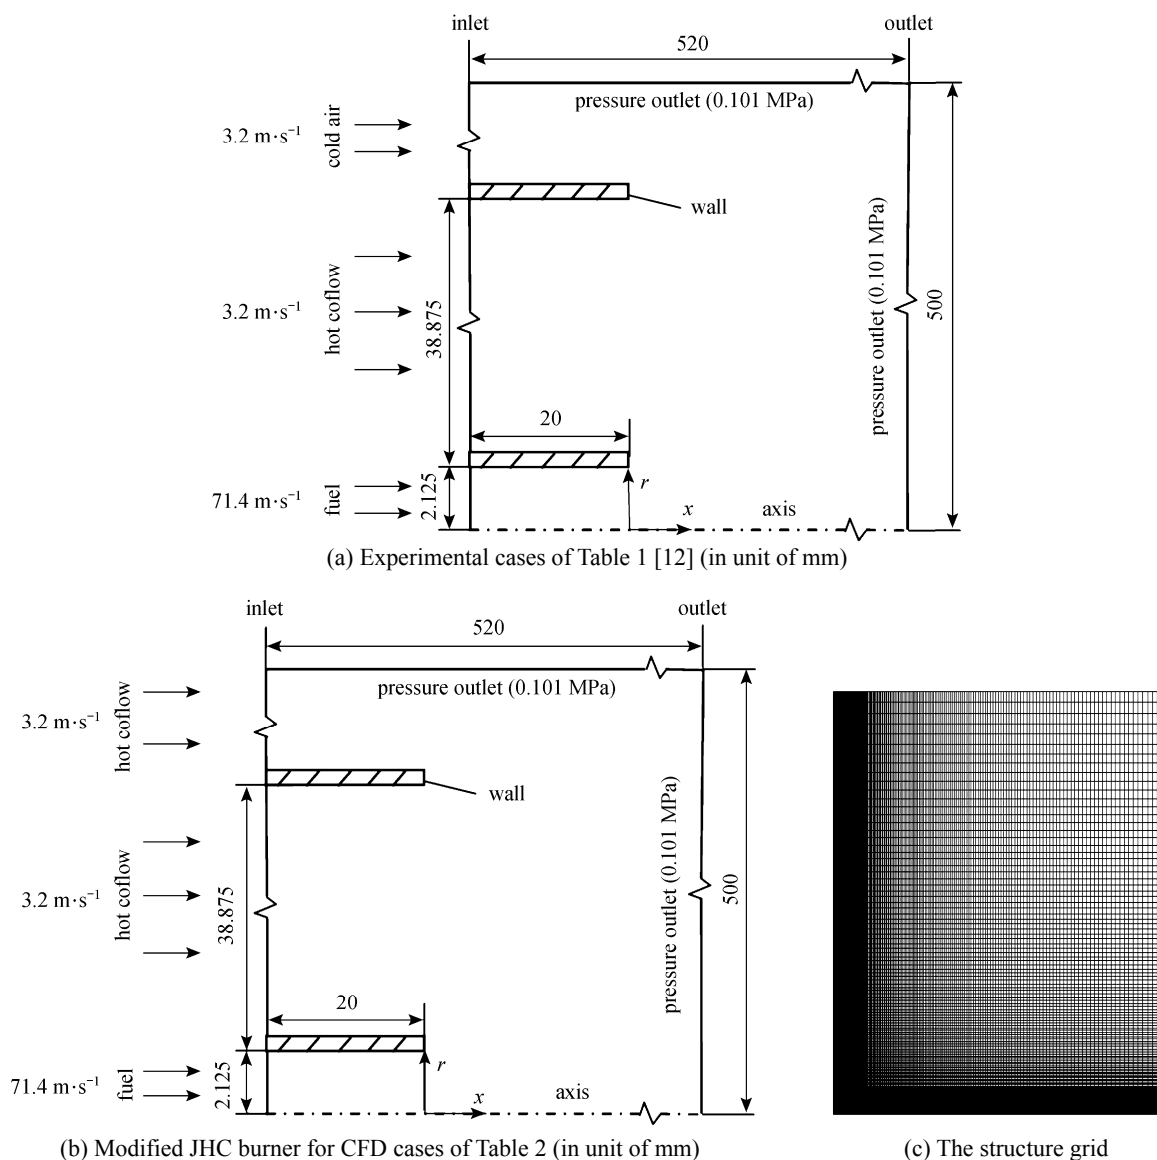 inlet
outlet
520
pressure outlet (0.101 MPa)
3.2 m·s⁻¹
cold air
wall
3.2 m·s⁻¹
hot coflow
38.875
pressure outlet (0.101 MPa)
500
20
71.4 m·s⁻¹
fuel
2.125
r
x
axis
(a) Experimental cases of Table 1 [12] (in unit of mm)
inlet
outlet
520
pressure outlet (0.101 MPa)
3.2 m·s⁻¹
hot coflow
wall
3.2 m·s⁻¹
hot coflow
38.875
pressure outlet (0.101 MPa)
500
20
71.4 m·s⁻¹
fuel
2.125
r
x
axis
(b) Modified JHC burner for CFD cases of Table 2 (in unit of mm)
(c) The structure grid